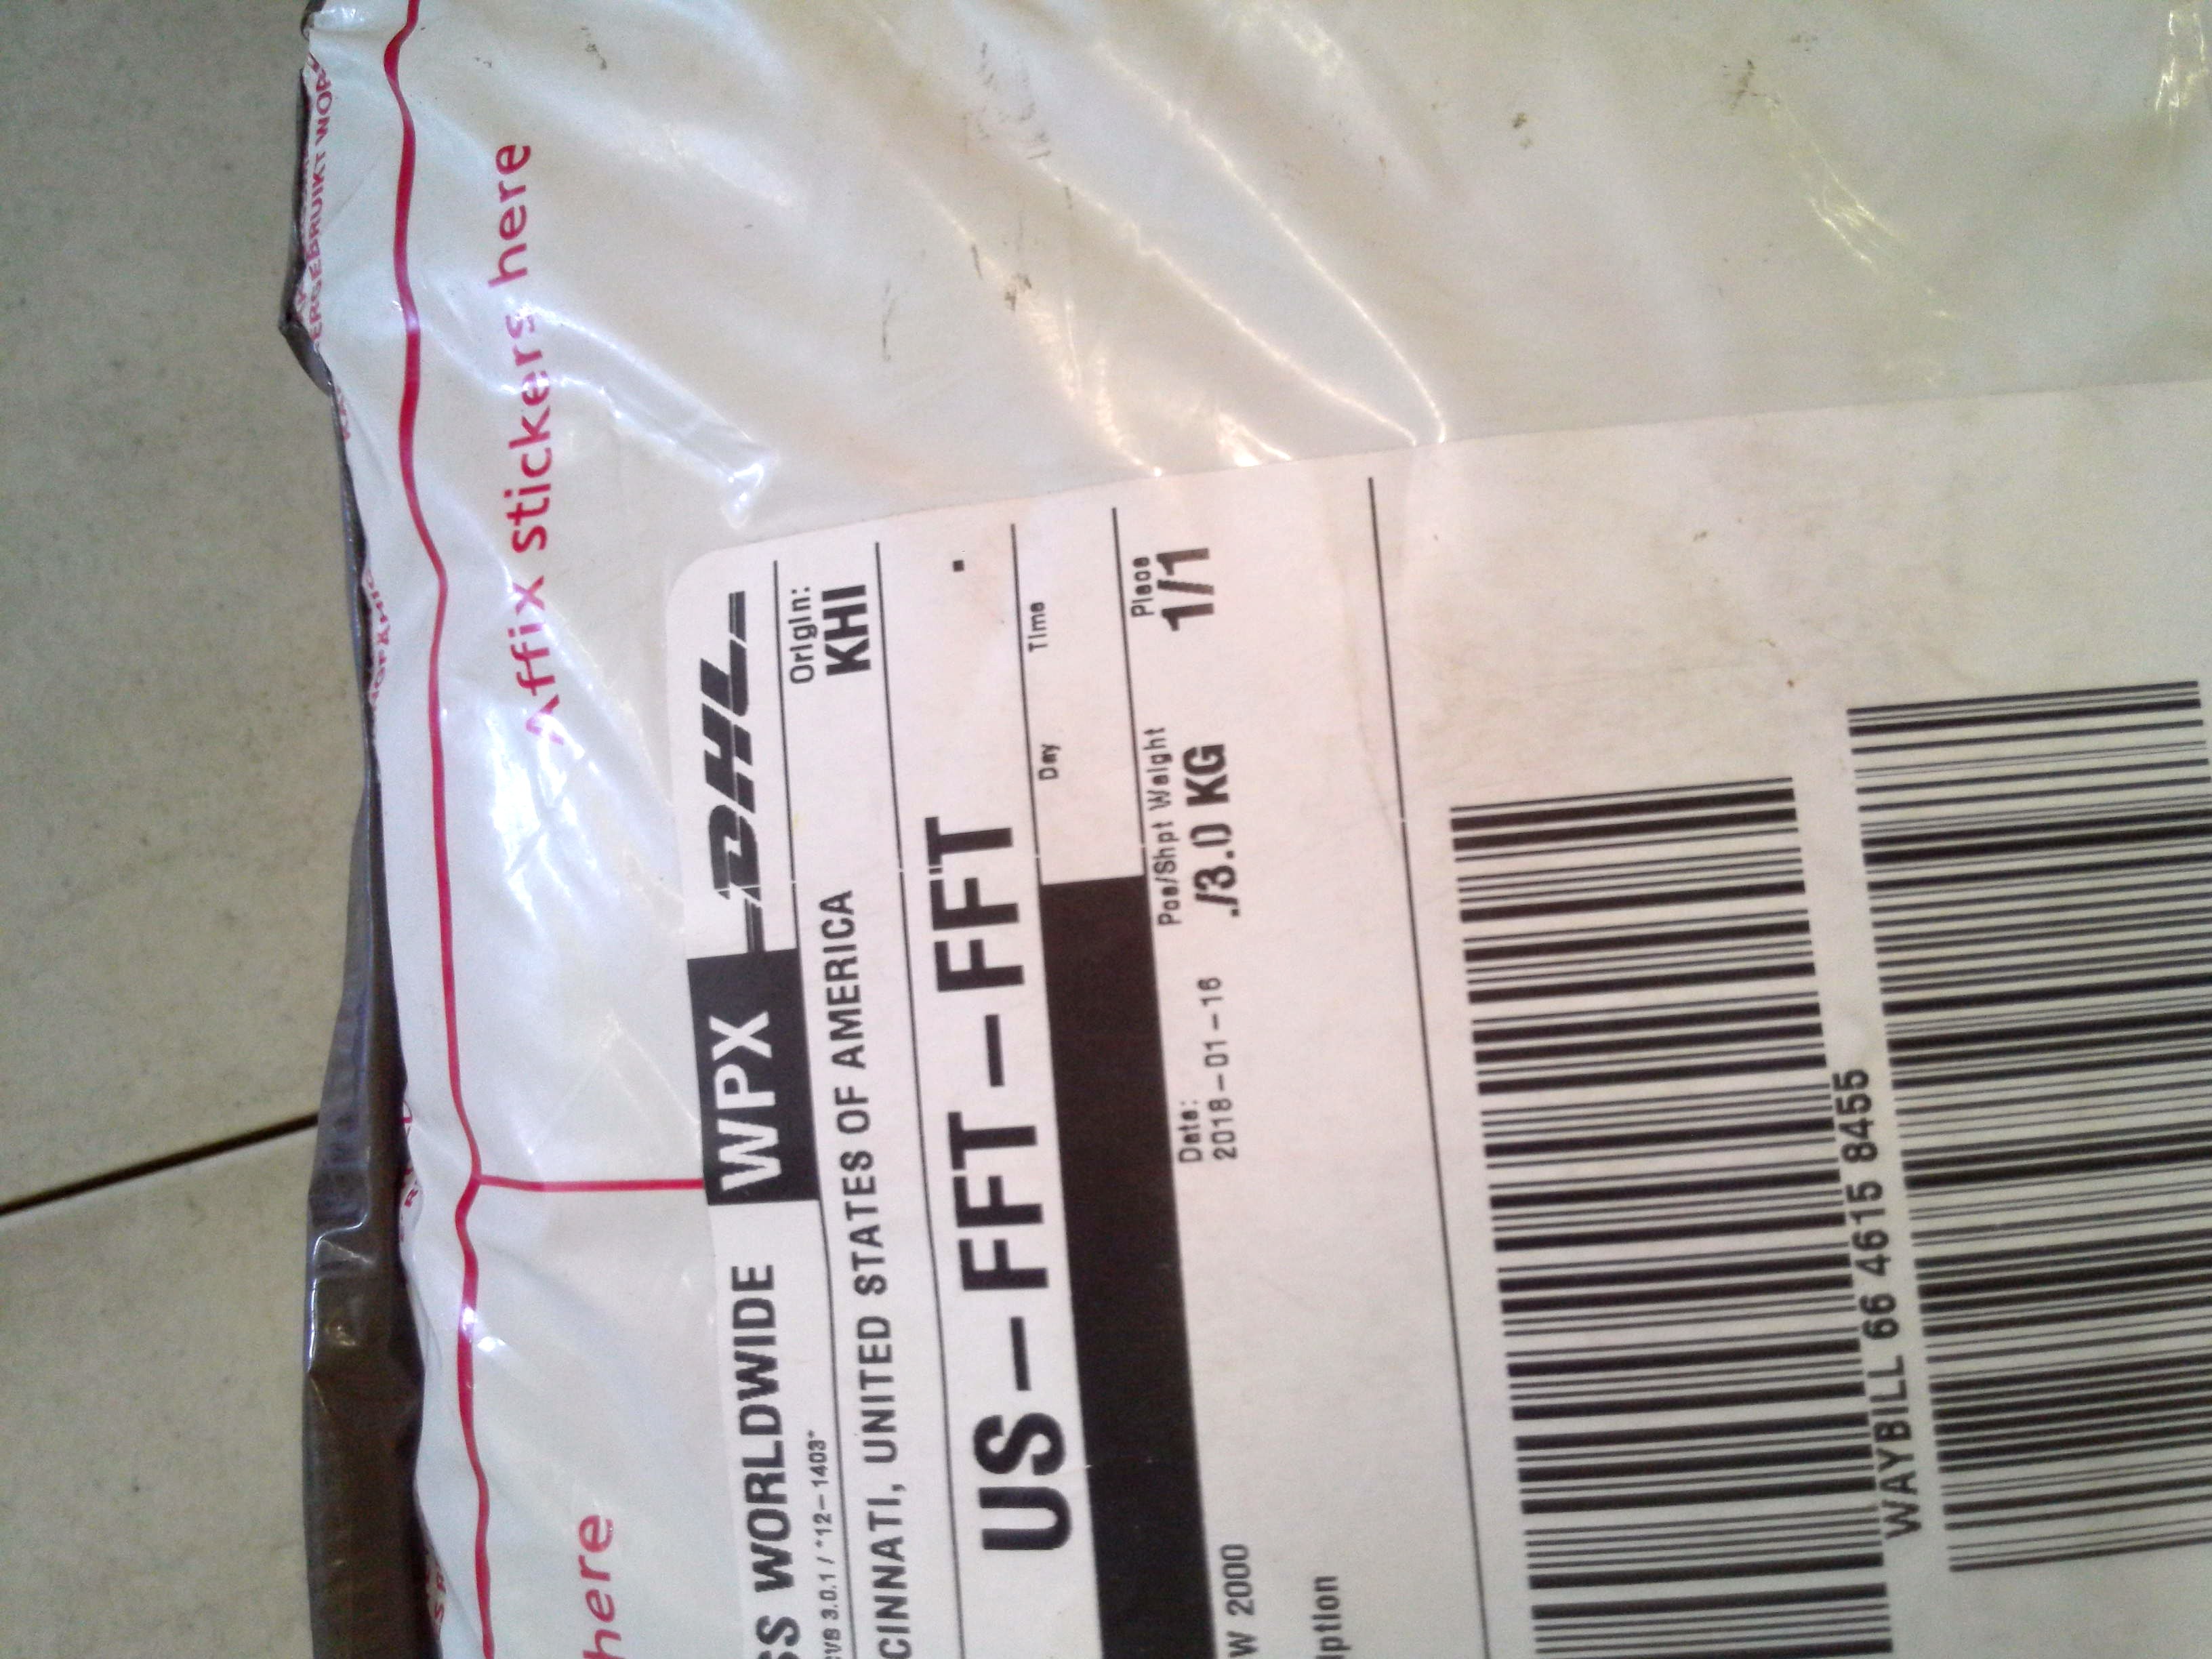 Affix stickers here
here
SS WORLDWIDE
WPX
DHL
3.0.1 / *12-1403*
Origin:
KHI
CINNATI, UNITED STATES OF AMERICA
US-FFT-FFT
Day
Time
W 2000
Date:
2018-01-16
Pce/Shpt Weight
./3.0 KG
Piece
1/1
iption
WAYBILL 66 4615 8455